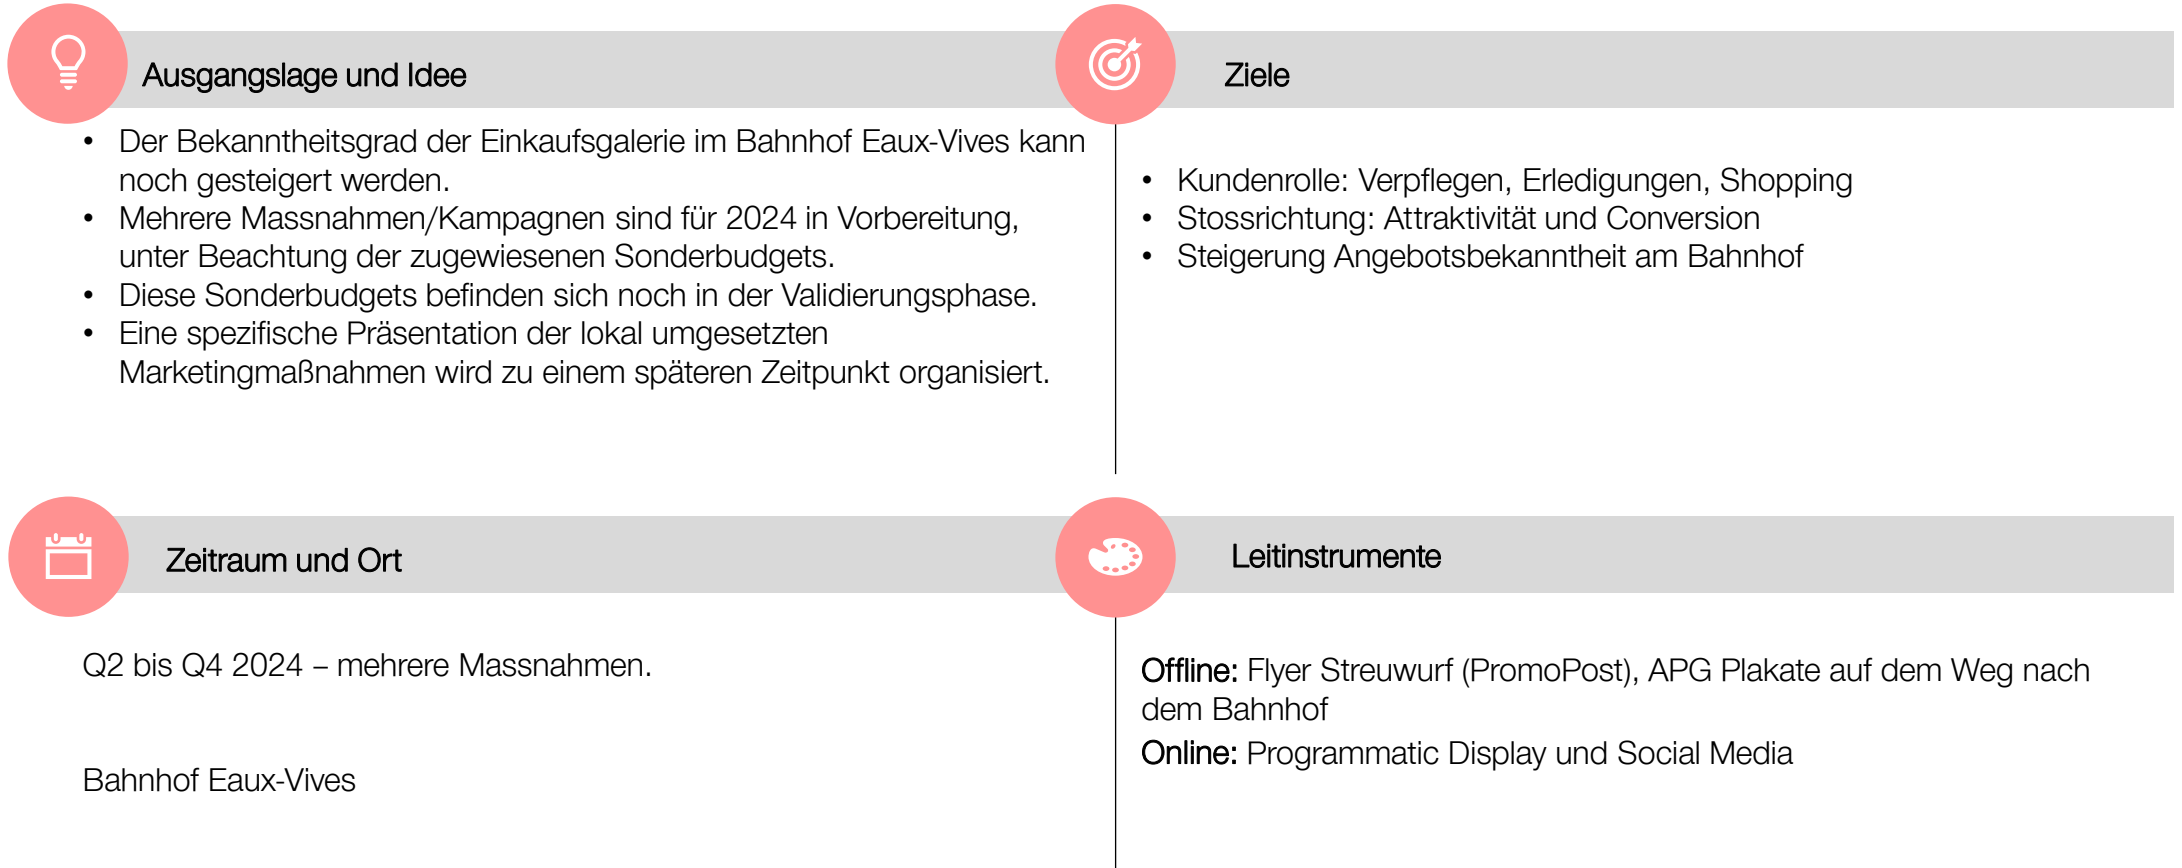 Ausgangslage und Idee
• Der Bekanntheitsgrad der Einkaufsgalerie im Bahnhof Eaux-Vives kann
noch gesteigert werden.
• Mehrere Massnahmen/Kampagnen sind für 2024 in Vorbereitung,
unter Beachtung der zugewiesenen Sonderbudgets.
• Diese Sonderbudgets befinden sich noch in der Validierungsphase.
• Eine spezifische Präsentation der lokal umgesetzten
Marketingmaßnahmen wird zu einem späteren Zeitpunkt organisiert.
Ziele
• Kundenrolle: Verpflegen, Erledigungen, Shopping
• Stossrichtung: Attraktivität und Conversion
• Steigerung Angebotsbekanntheit am Bahnhof
Zeitraum und Ort
Q2 bis Q4 2024 – mehrere Massnahmen.
Bahnhof Eaux-Vives
Leitinstrumente
Offline: Flyer Streuwurf (PromoPost), APG Plakate auf dem Weg nach
dem Bahnhof
Online: Programmatic Display und Social Media